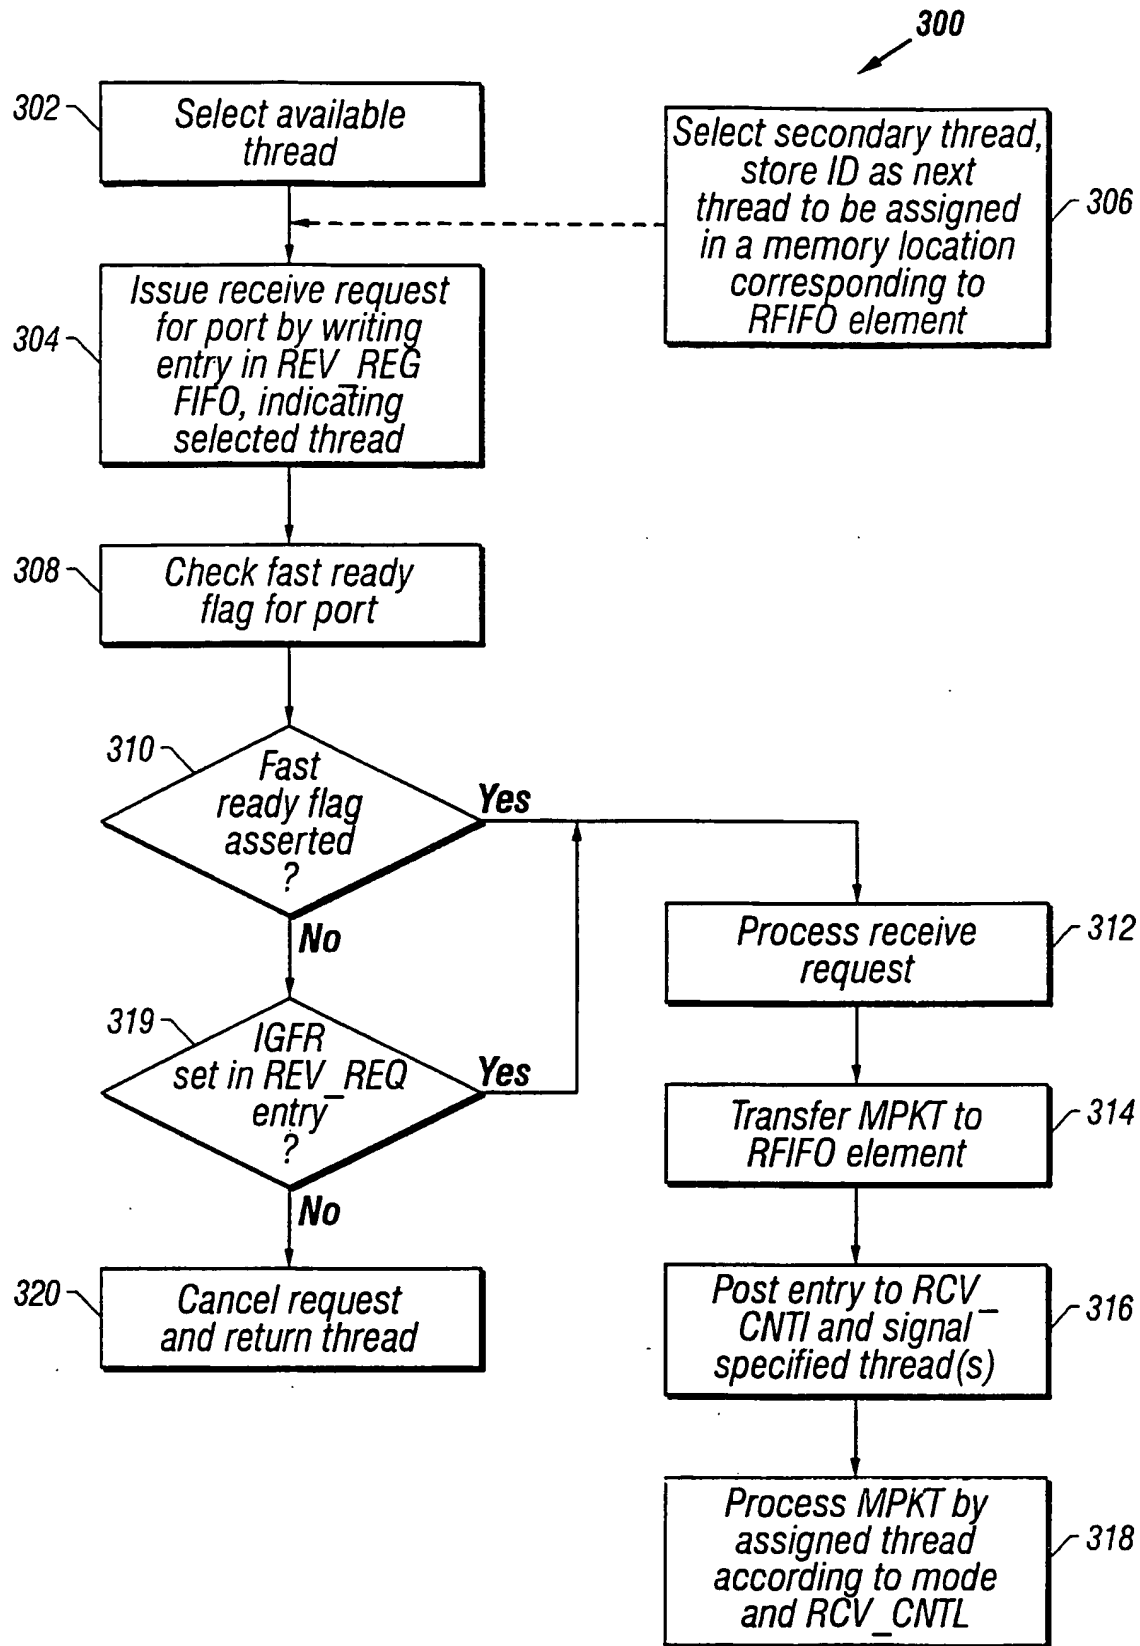 300
302
Select available
thread
Select secondary thread,
store ID as next
thread to be assigned
in a memory location
corresponding to
RFIFO element
306
304
Issue receive request
for port by writing
entry in REV_REG
FIFO, indicating
selected thread
308
Check fast ready
flag for port
310
Fast
ready flag
asserted
?
Yes
No
312
Process receive
request
319
IGFR
set in REV_REQ
entry
?
Yes
No
314
Transfer MPKT to
RFIFO element
320
Cancel request
and return thread
316
Post entry to RCV_
CNTI and signal
specified thread(s)
318
Process MPKT by
assigned thread
according to mode
and RCV_CNTL